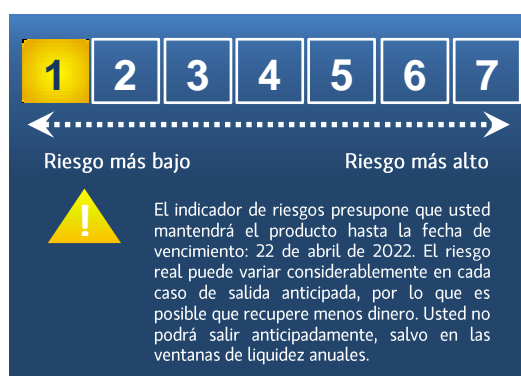 1 2 3 4 5 6 7
Riesgo más bajo Riesgo más alto
!
El indicador de riesgos presupone que usted
mantendrá el producto hasta la fecha de
vencimiento: 22 de abril de 2022. El riesgo
real puede variar considerablemente en cada
caso de salida anticipada, por lo que es
posible que recupere menos dinero. Usted no
podrá salir anticipadamente, salvo en las
ventanas de liquidez anuales.